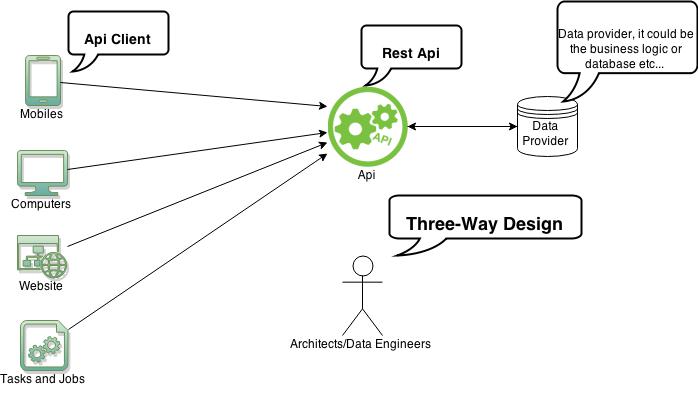 Api Client
Rest Api
Data provider, it could be
the business logic or
database etc...
Mobiles
API
Data
Provider
Api
Computers
Three-Way Design
Website
Architects/Data Engineers
Tasks and Jobs